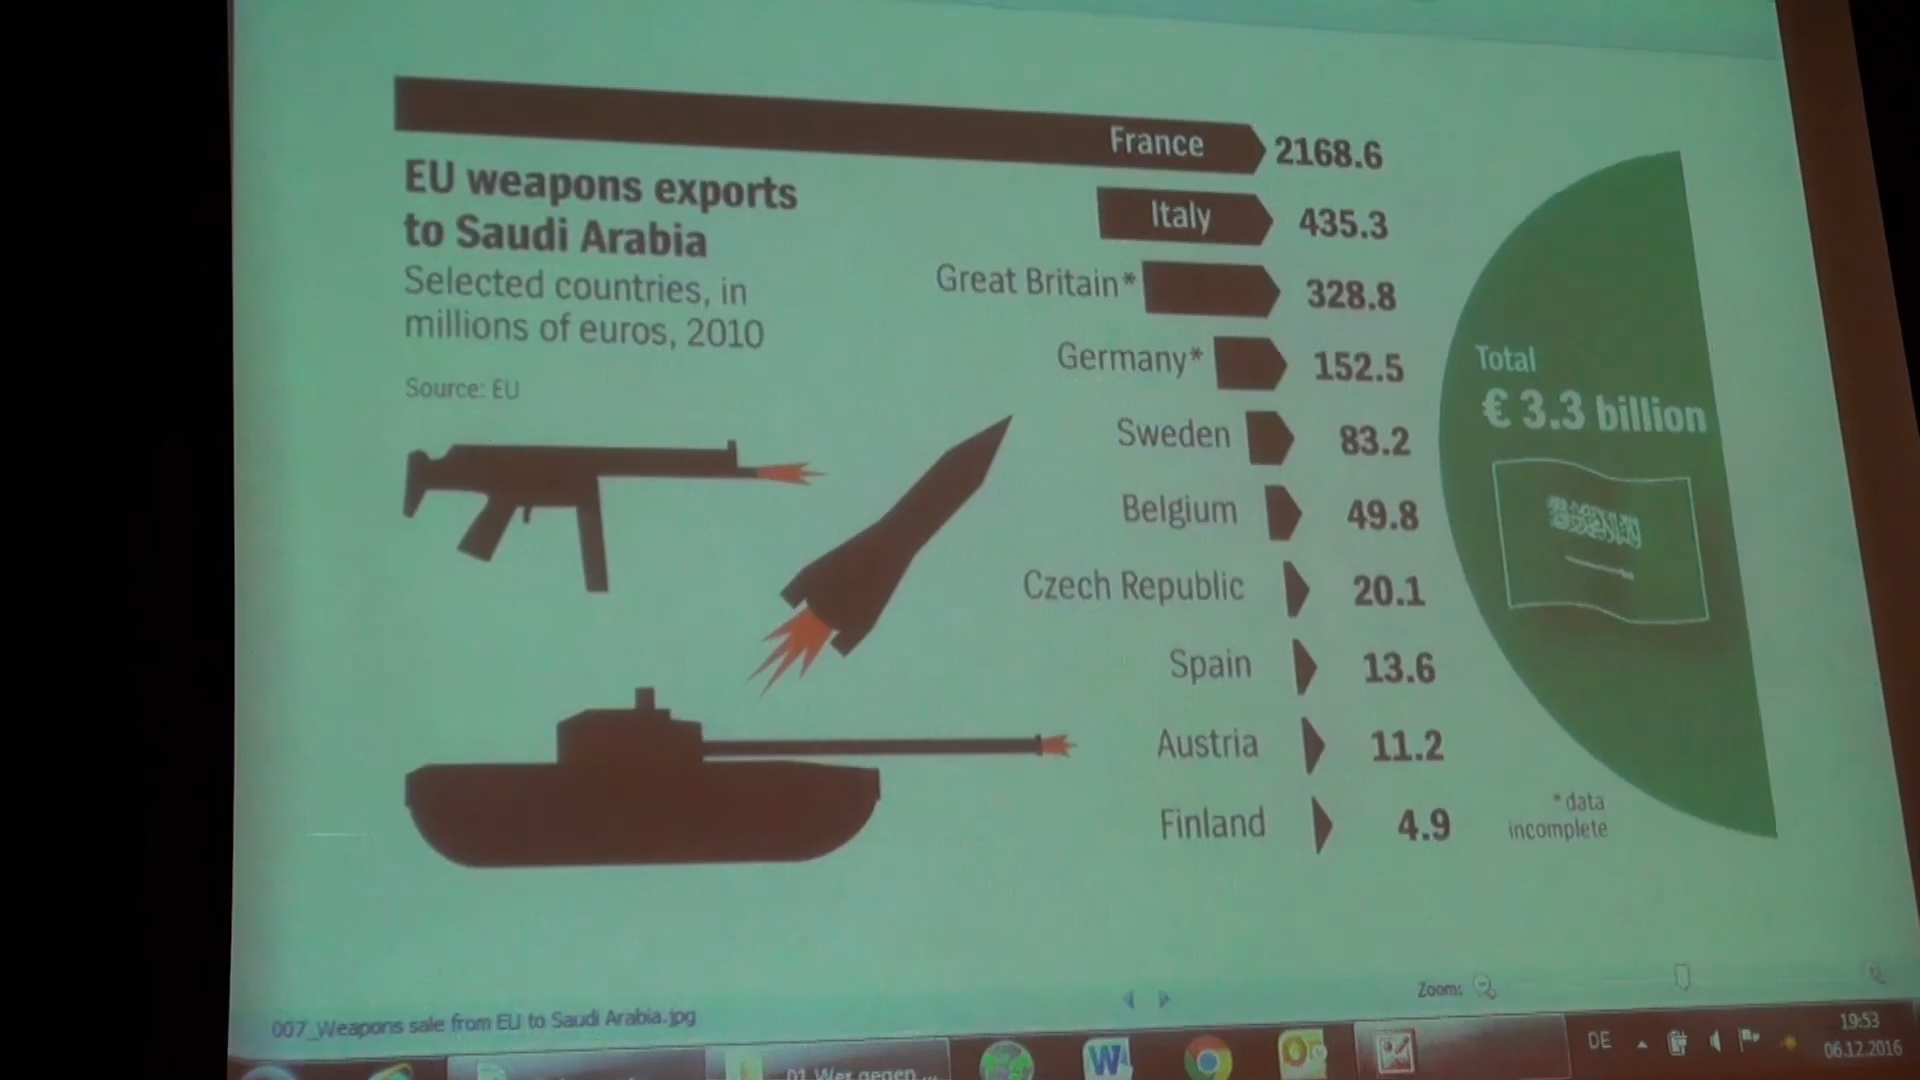 France 2168.6
EU weapons exports
to Saudi Arabia
Selected countries, in
millions of euros, 2010
Source: EU
Italy 435.3
Great Britain* 328.8
Germany* 152.5
Sweden 83.2
Belgium 49.8
Czech Republic 20.1
Spain 13.6
Austria 11.2
Finland 4.9
Total
€ 3.3 billion
* data
incomplete
Zoom:
007_Weapons sale from EU to Saudi Arabia.jpg
01 Wer gegen ...
DE
19:53
06.12.2016